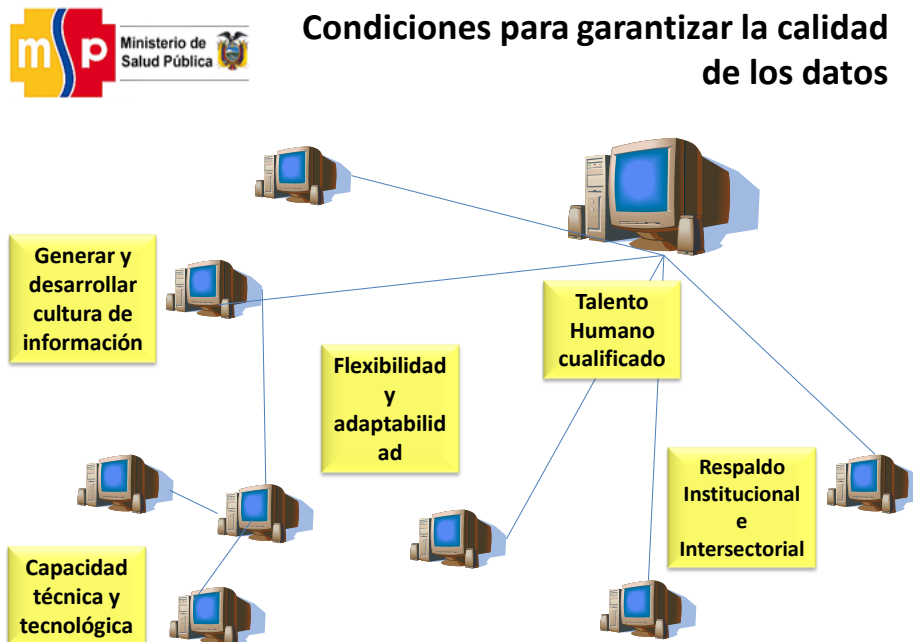 msp
Ministerio de
Salud Pública
Condiciones para garantizar la calidad
de los datos
Generar y
desarrollar
cultura de
información
Talento
Humano
cualificado
Flexibilidad
y
adaptabilid
ad
Respaldo
Institucional
e
Intersectorial
Capacidad
técnica y
tecnológica